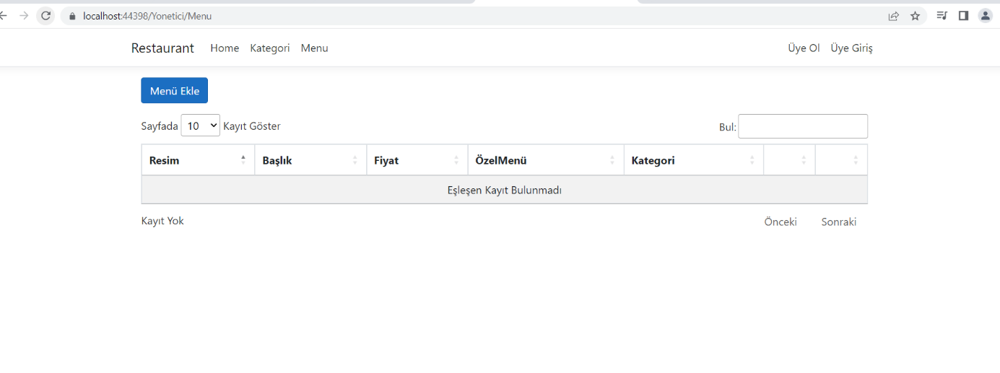 localhost:44398/Yonetici/Menu
Restaurant Home Kategori Menu Üye Ol Üye Giriş
Menü Ekle
Sayfada 10 Kayıt Göster Bul:
Resim Başlık Fiyat ÖzelMenü Kategori
Eşleşen Kayıt Bulunmadı
Kayıt Yok Önceki Sonraki